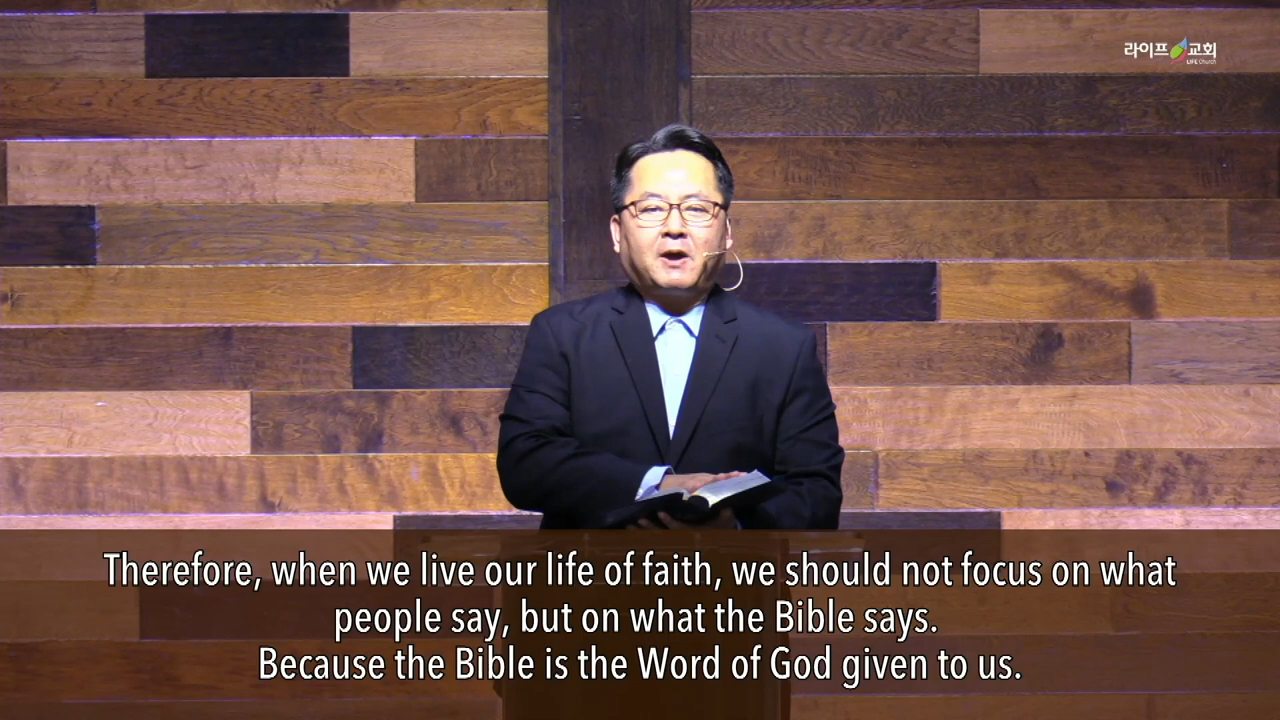 라이프 교회
LIFE Church
Therefore, when we live our life of faith, we should not focus on what
people say, but on what the Bible says.
Because the Bible is the Word of God given to us.